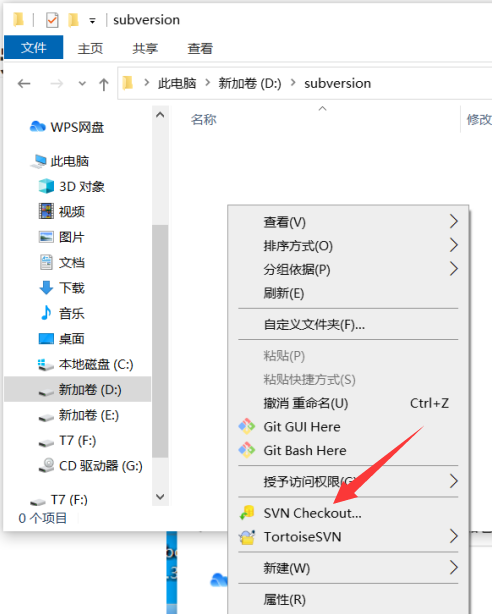 subversion
文件 主页 共享 查看
此电脑 新加卷 (D:) subversion
名称 修改
WPS网盘
此电脑
3D 对象
视频
图片
文档
下载
音乐
桌面
本地磁盘 (C:)
新加卷 (D:)
新加卷 (E:)
T7 (F:)
CD 驱动器 (G:)
T7 (F:)
0 个项目
查看(V)
排序方式(O)
分组依据(P)
刷新(E)
自定义文件夹(F)...
粘贴(P)
粘贴快捷方式(S)
撤消 重命名(U) Ctrl+Z
Git GUI Here
Git Bash Here
授予访问权限(G)
SVN Checkout...
TortoiseSVN
新建(W)
属性(R)